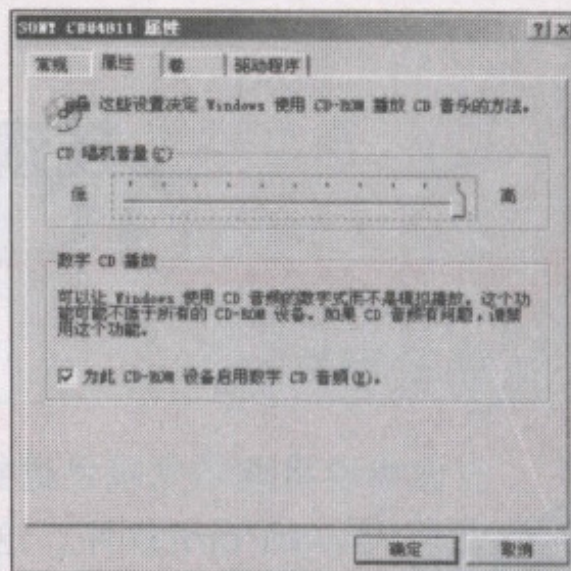 SONY CDU4811 属性
常规 属性 卷 驱动程序
这些设置决定 Windows 使用 CD-ROM 播放 CD 音乐的方法。
CD 唱机音量(C)
低 高
数字 CD 播放
可以让 Windows 使用 CD 音频的数字式而不是模拟播放。这个功
能可能不适于所有的 CD-ROM 设备。如果 CD 音频有问题，请禁
用这个功能。
为此 CD-ROM 设备启用数字 CD 音频(E)。
确定 取消